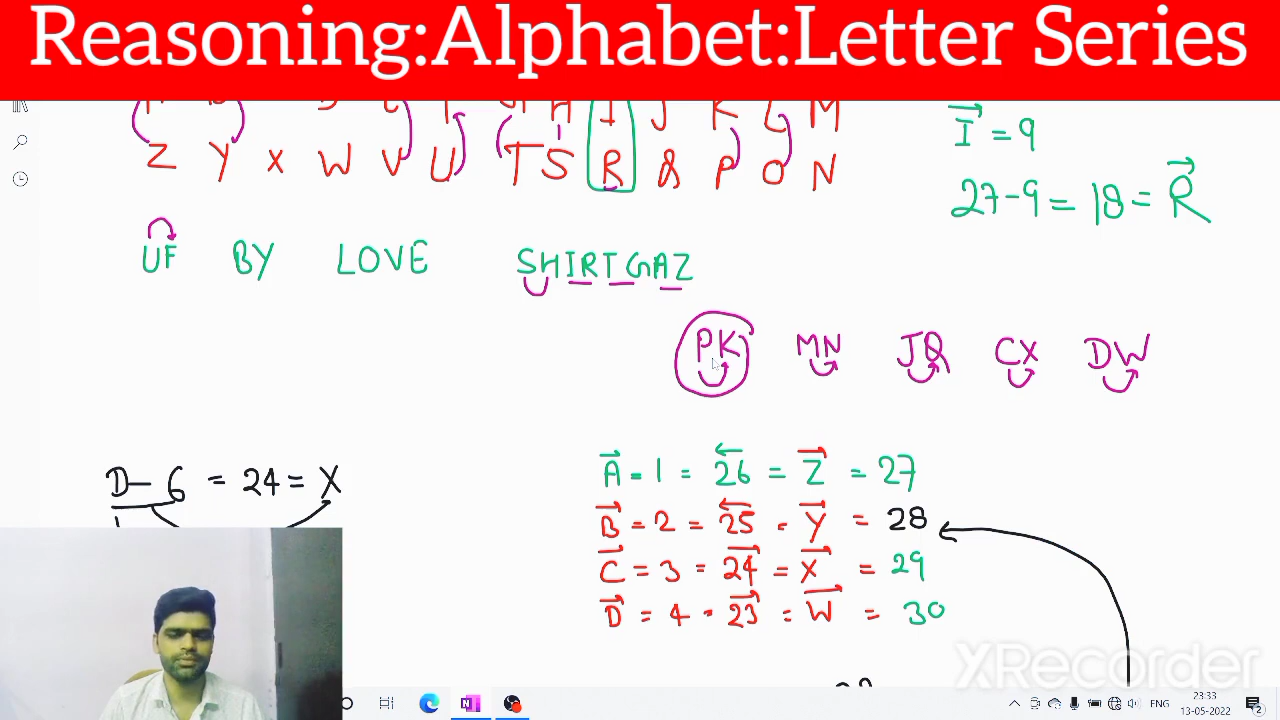 Reasoning:Alphabet:Letter Series
Z Y X W V U T S R Q P O N
I = 9
27-9 = 18 = R
UF BY LOVE SHIRTGAZ
PK MN JQ CX DW
D-6 = 24 = X
A = 1 = 26 = Z = 27
B = 2 = 25 = Y = 28
C = 3 = 24 = X = 29
D = 4 = 23 = W = 30
XRecorder
ENG
23:33
13-05-2022